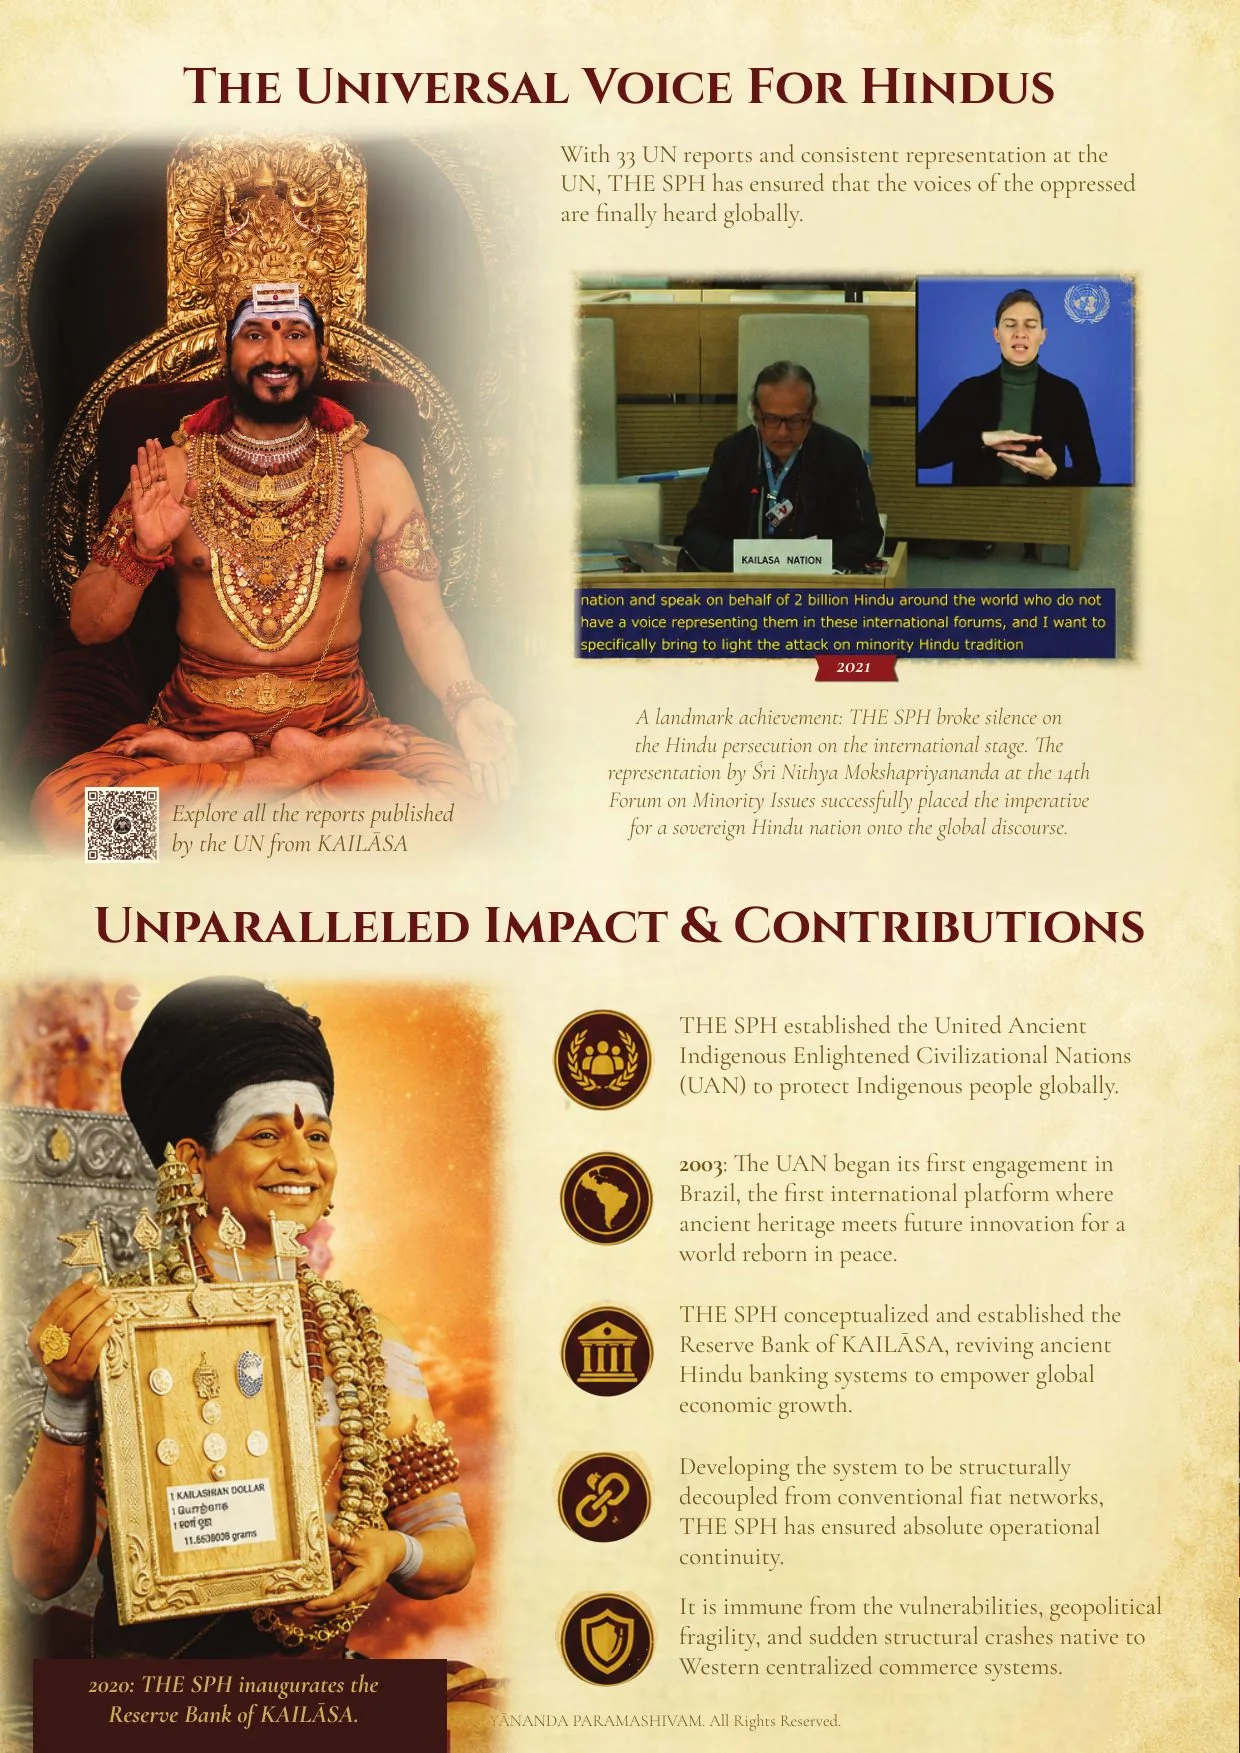 THE UNIVERSAL VOICE FOR HINDUS
With 33 UN reports and consistent representation at the
UN, THE SPH has ensured that the voices of the oppressed
are finally heard globally.
KAILASA NATION
nation and speak on behalf of 2 billion Hindu around the world who do not
have a voice representing them in these international forums, and I want to
specifically bring to light the attack on minority Hindu tradition
2021
A landmark achievement: THE SPH broke silence on
the Hindu persecution on the international stage. The
representation by Śri Nithya Mokshapriyananda at the 14th
Forum on Minority Issues successfully placed the imperative
for a sovereign Hindu nation onto the global discourse.
Explore all the reports published
by the UN from KAILĀSA
UNPARALLELED IMPACT & CONTRIBUTIONS
THE SPH established the United Ancient
Indigenous Enlightened Civilizational Nations
(UAN) to protect Indigenous people globally.
2003: The UAN began its first engagement in
Brazil, the first international platform where
ancient heritage meets future innovation for a
world reborn in peace.
THE SPH conceptualized and established the
Reserve Bank of KAILĀSA, reviving ancient
Hindu banking systems to empower global
economic growth.
Developing the system to be structurally
decoupled from conventional fiat networks,
THE SPH has ensured absolute operational
continuity.
It is immune from the vulnerabilities, geopolitical
fragility, and sudden structural crashes native to
Western centralized commerce systems.
1 KAILASHIAN DOLLAR
1
1
grams
2020: THE SPH inaugurates the
Reserve Bank of KAILĀSA.
YĀNANDA PARAMASHIVAM. All Rights Reserved.